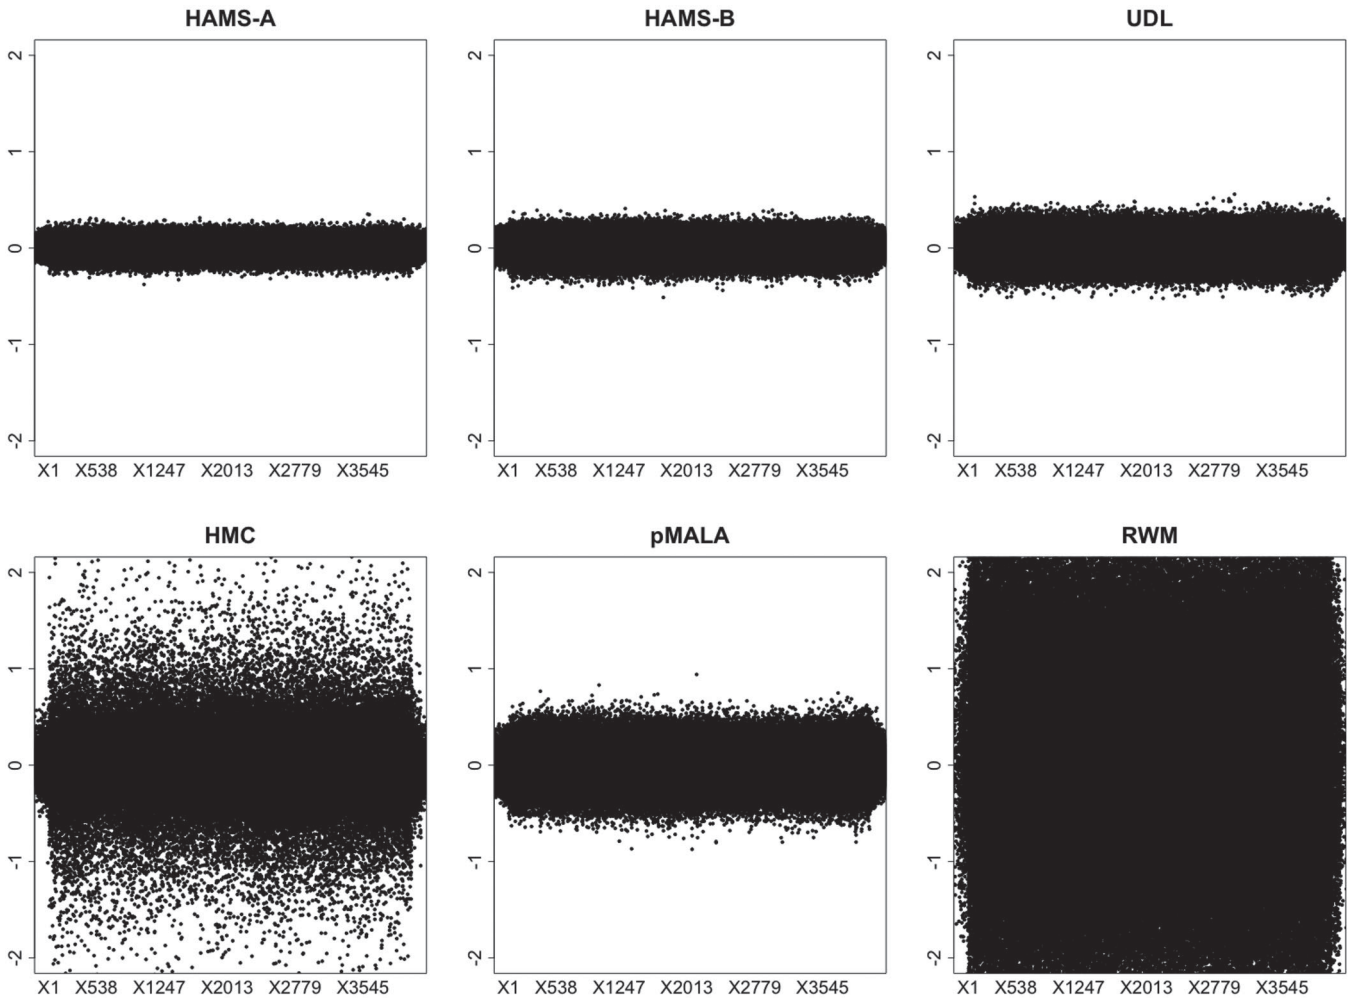 HAMS-A HAMS-B UDL
2 2 2
1 1 1
0 0 0
-1 -1 -1
-2 -2 -2
X1 X538 X1247 X2013 X2779 X3545 X1 X538 X1247 X2013 X2779 X3545 X1 X538 X1247 X2013 X2779 X3545
HMC pMALA RWM
2 2 2
1 1 1
0 0 0
-1 -1 -1
-2 -2 -2
X1 X538 X1247 X2013 X2779 X3545 X1 X538 X1247 X2013 X2779 X3545 X1 X538 X1247 X2013 X2779 X3545